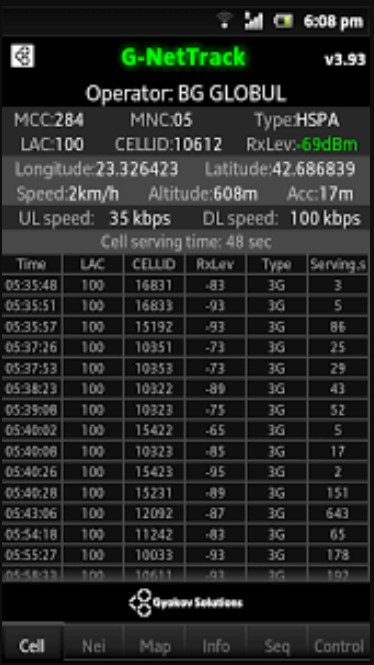 6:08 pm
G-NetTrack v3.93
Operator: BG GLOBUL
MCC:284 MNC:05 Type:HSPA
LAC:100 CELLID:10612 RxLev:-69dBm
Longitude:23.326423 Latitude:42.686839
Speed:2km/h Altitude:608m Acc:17m
UL speed: 35 kbps DL speed: 100 kbps
Cell serving time: 48 sec
Time LAC CELLID RxLev Type Serving,s
05:35:48 100 16831 -83 3G 3
05:35:51 100 16833 -93 3G 5
05:35:57 100 15192 -93 3G 86
05:37:26 100 10351 -73 3G 25
05:37:53 100 10353 -73 3G 29
05:38:23 100 10322 -89 3G 43
05:39:08 100 10323 -75 3G 52
05:40:02 100 15422 -65 3G 5
05:40:08 100 10323 -85 3G 17
05:40:26 100 15423 -95 3G 2
05:40:28 100 15231 -89 3G 151
05:43:06 100 12092 -87 3G 643
05:54:18 100 11242 -83 3G 65
05:55:27 100 10033 -93 3G 178
05:58:33 100 10611 -93 3G 192
Gyokov Solutions
Cell Nei Map Info Seq Control